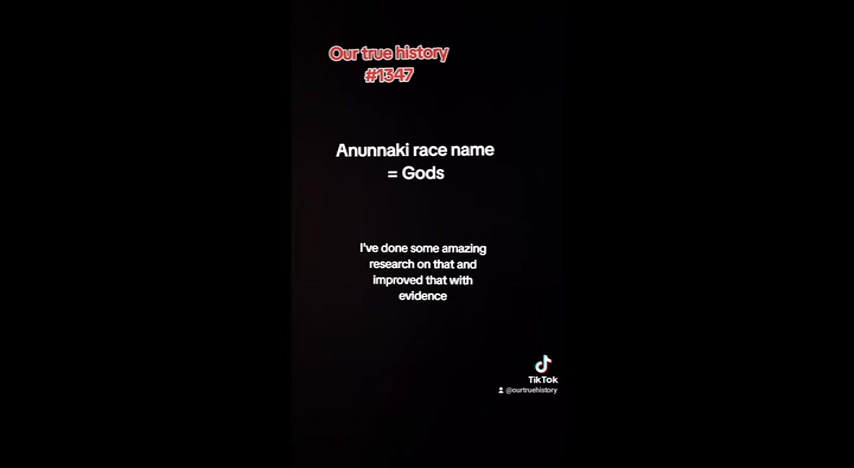 Our true history
#1347
Anunnaki race name
= Gods
I've done some amazing
research on that and
improved that with
evidence
TikTok
@ourtruehistory